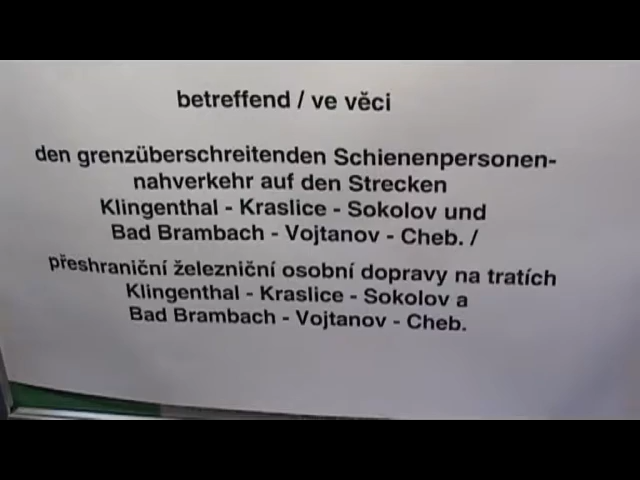 betreffend / ve věci
den grenzüberschreitenden Schienenpersonen-
nahverkehr auf den Strecken
Klingenthal - Kraslice - Sokolov und
Bad Brambach - Vojtanov - Cheb. /
přeshraniční železniční osobní dopravy na tratích
Klingenthal - Kraslice - Sokolov a
Bad Brambach - Vojtanov - Cheb.